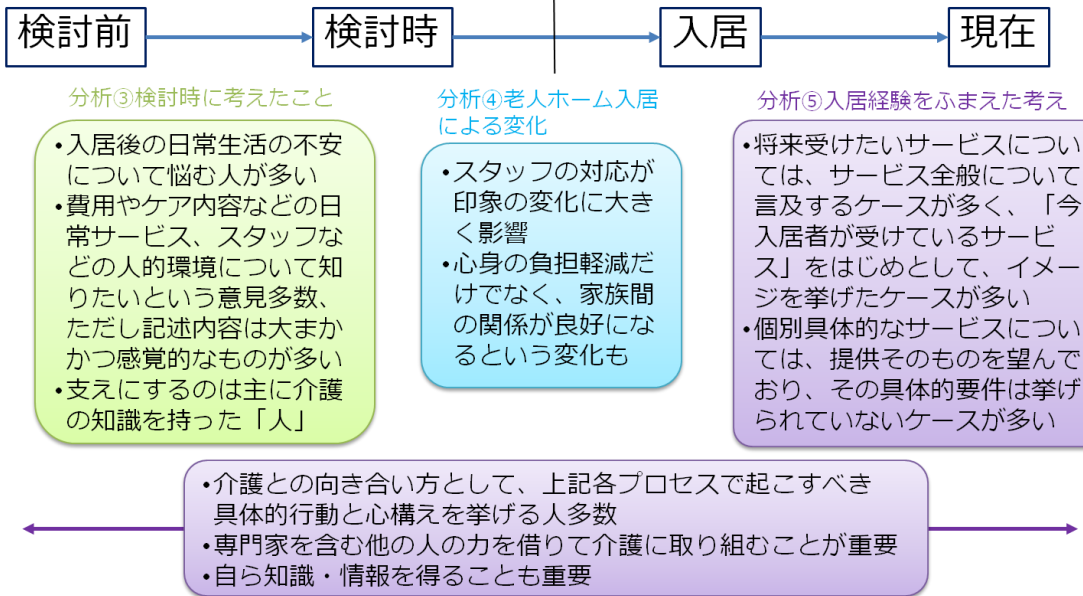 検討前
検討時
入居
現在
分析③検討時に考えたこと
・入居後の日常生活の不安
について悩む人が多い
・費用やケア内容などの日
常サービス、スタッフな
どの人的環境について知
りたいという意見多数、
ただし記述内容は大まか
かつ感覚的なものが多い
・支えにするのは主に介護
の知識を持った「人」
分析④老人ホーム入居
による変化
・スタッフの対応が
印象の変化に大き
く影響
・心身の負担軽減だ
けでなく、家族間
の関係が良好にな
るという変化も
分析⑤入居経験をふまえた考え
・将来受けたいサービスについ
ては、サービス全般について
言及するケースが多く、「今
入居者が受けているサービ
ス」をはじめとして、イメー
ジを挙げたケースが多い
・個別具体的なサービスについ
ては、提供そのものを望んで
おり、その具体的要件は挙げ
られていないケースが多い
・介護との向き合い方として、上記各プロセスで起こすべき
具体的行動と心構えを挙げる人多数
・専門家を含む他の人の力を借りて介護に取り組むことが重要
・自ら知識・情報を得ることも重要